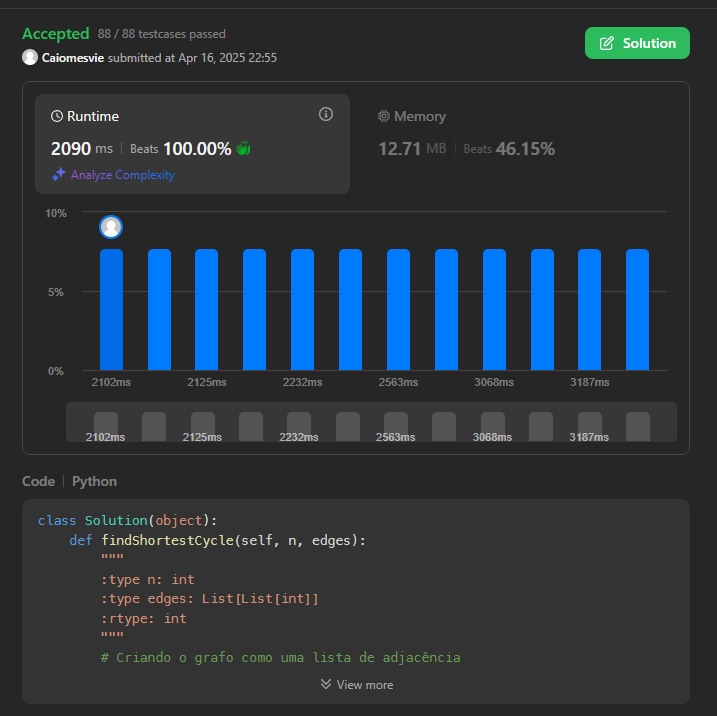 Accepted 88 / 88 testcases passed
Caiomesvie submitted at Apr 16, 2025 22:55
Solution
Runtime
2090 ms | Beats 100.00%
Analyze Complexity
Memory
12.71 MB | Beats 46.15%
10%
5%
0%
2102ms 2125ms 2232ms 2563ms 3068ms 3187ms
2102ms 2125ms 2232ms 2563ms 3068ms 3187ms
Code | Python
class Solution(object):
    def findShortestCycle(self, n, edges):
        """
        :type n: int
        :type edges: List[List[int]]
        :rtype: int
        """
        # Criando o grafo como uma lista de adjacência
View more